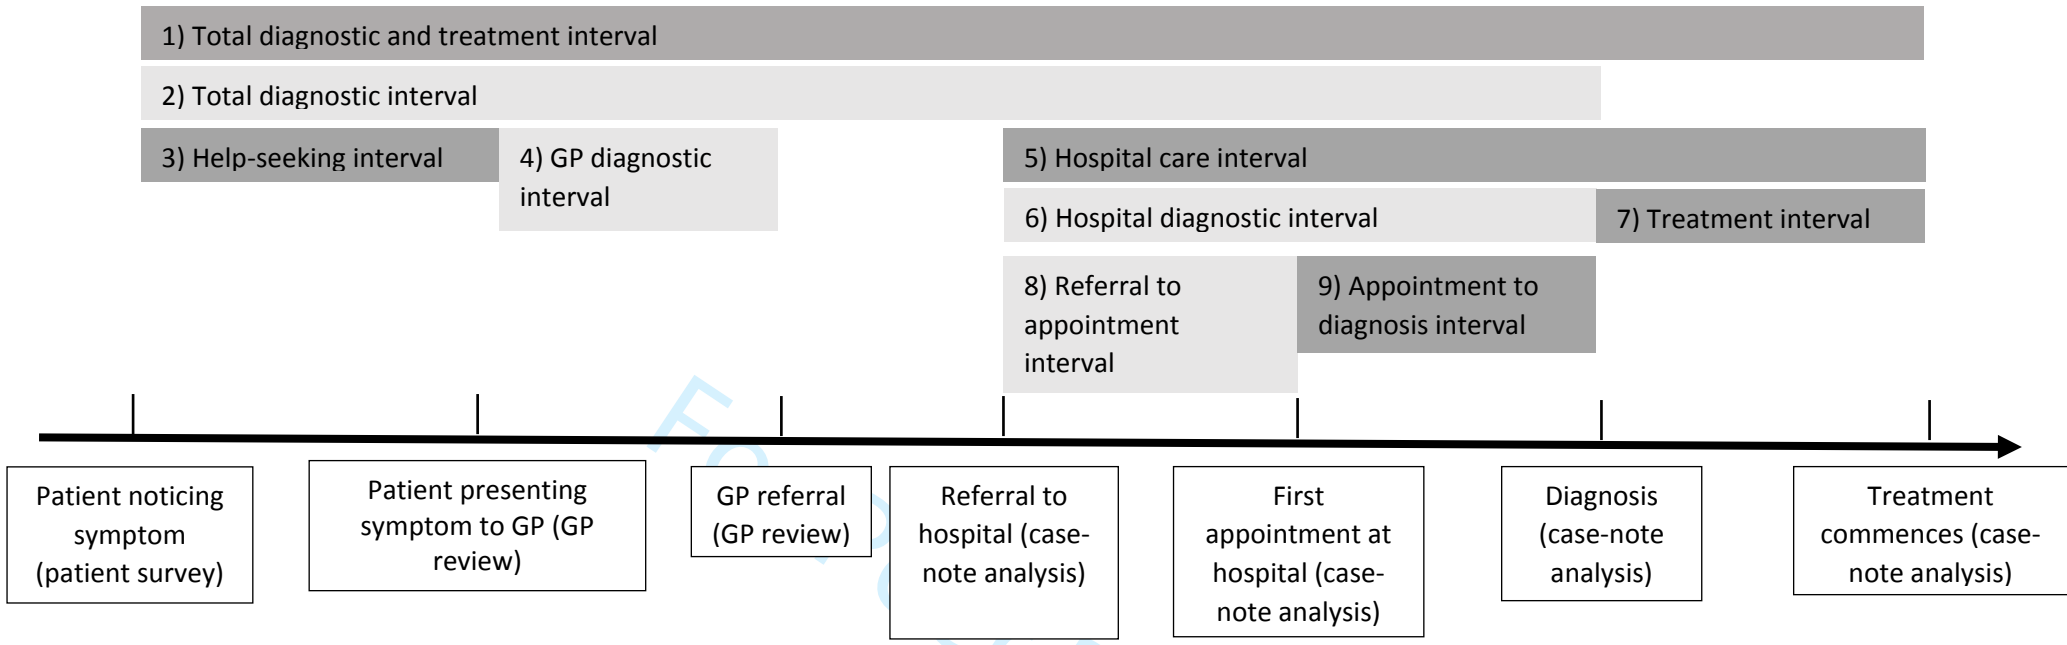 1) Total diagnostic and treatment interval
2) Total diagnostic interval
3) Help-seeking interval
4) GP diagnostic
interval
5) Hospital care interval
6) Hospital diagnostic interval
7) Treatment interval
8) Referral to
appointment
interval
9) Appointment to
diagnosis interval
Patient noticing
symptom
(patient survey)
Patient presenting
symptom to GP (GP
review)
GP referral
(GP review)
Referral to
hospital (case-
note analysis)
First
appointment at
hospital (case-
note analysis)
Diagnosis
(case-note
analysis)
Treatment
commences (case-
note analysis)